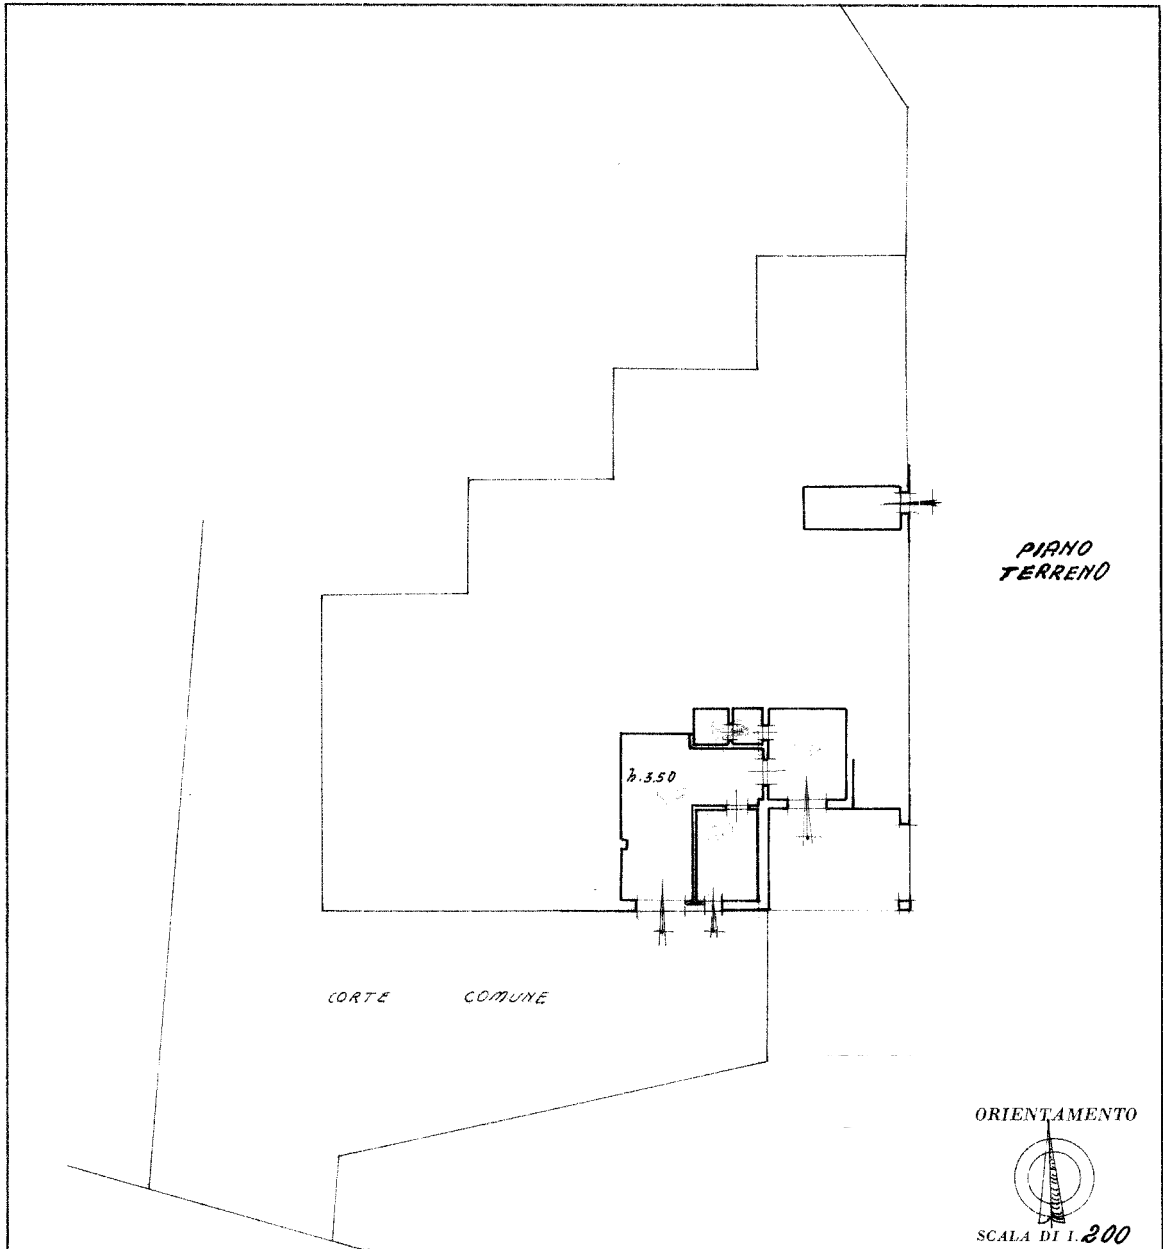 PIANO
TERRENO
h.3.50
CORTE COMUNE
ORIENTAMENTO
SCALA DI 1.200